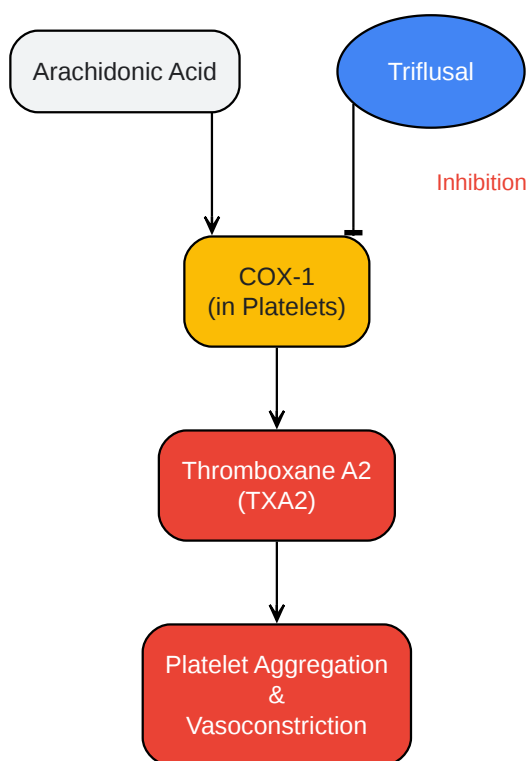 Arachidonic Acid
Triflusal
Inhibition
COX-1
(in Platelets)
Thromboxane A2
(TXA2)
Platelet Aggregation
&
Vasoconstriction